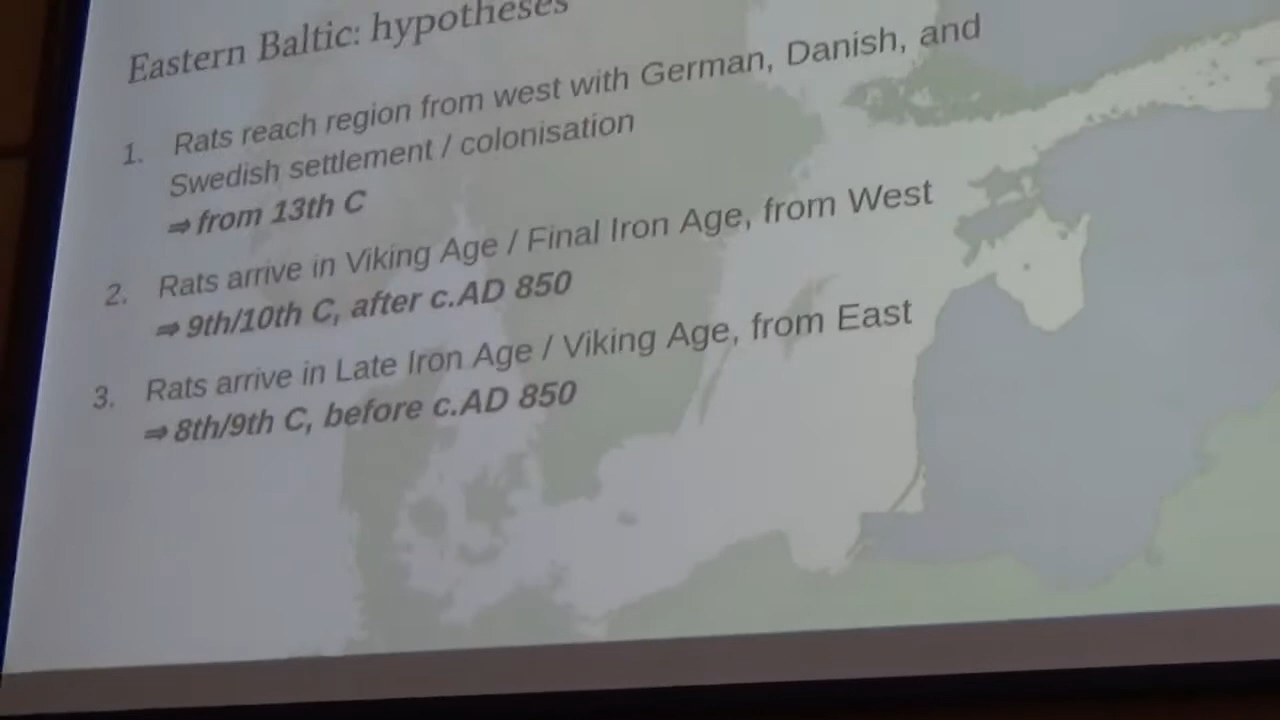 Eastern Baltic: hypotheses
1. Rats reach region from west with German, Danish, and
Swedish settlement / colonisation
⇒ from 13th C
2. Rats arrive in Viking Age / Final Iron Age, from West
⇒ 9th/10th C, after c.AD 850
3. Rats arrive in Late Iron Age / Viking Age, from East
⇒ 8th/9th C, before c.AD 850